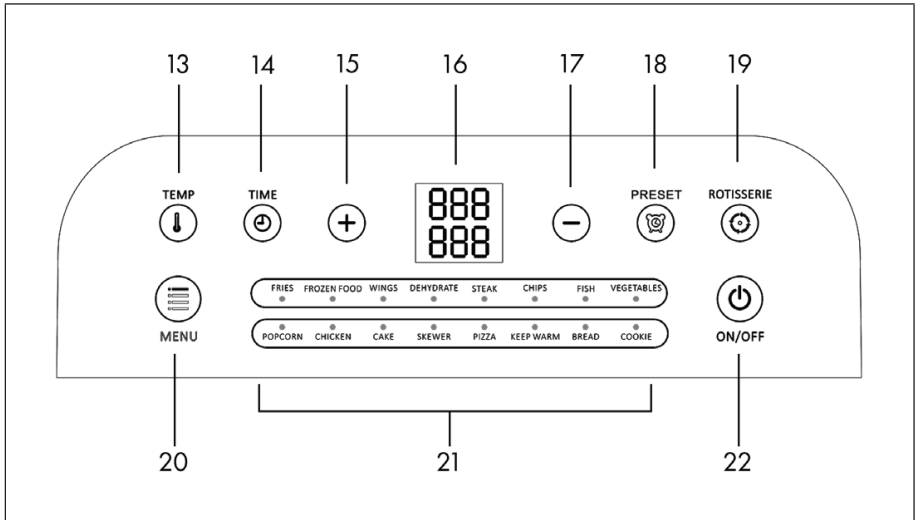 13 14 15 16 17 18 19
TEMP TIME PRESET ROTISSERIE
888
888
FRIES FROZEN FOOD WINGS DEHYDRATE STEAK CHIPS FISH VEGETABLES
POPCORN CHICKEN CAKE SKEWER PIZZA KEEP WARM BREAD COOKIE
MENU ON/OFF
20 21 22